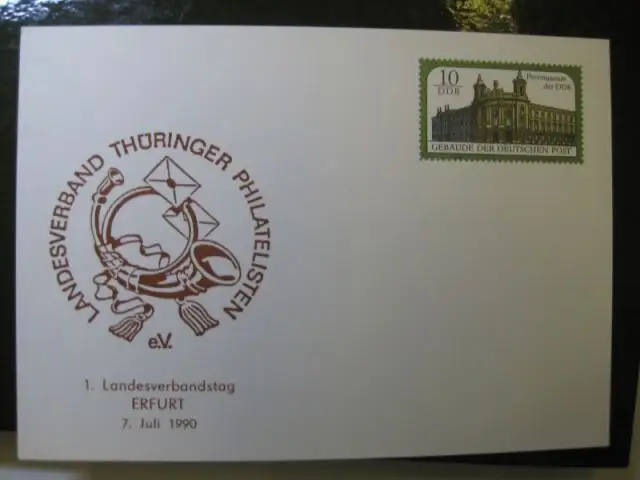 10
DDR
Postmuseum
der DDR
GEBÄUDE DER DEUTSCHEN POST
LANDESVERBAND THÜRINGER PHILATELISTEN
e.V.
1. Landesverbandstag
ERFURT
7. Juli 1990